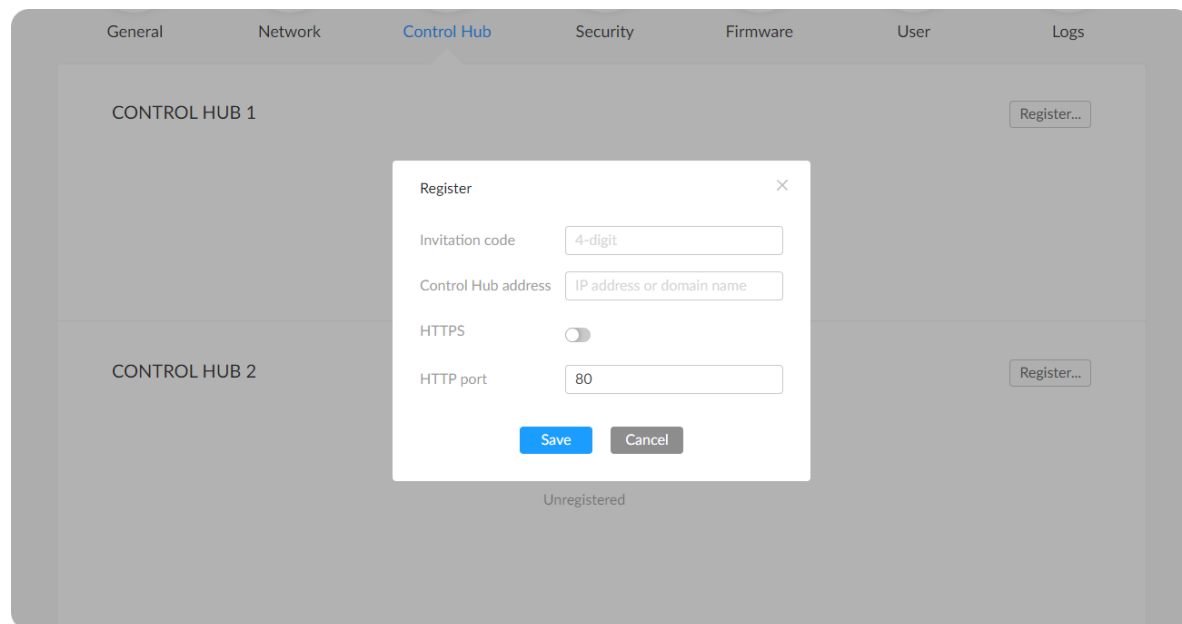 General Network Control Hub Security Firmware User Logs
CONTROL HUB 1 Register...
Register
Invitation code 4-digit
Control Hub address IP address or domain name
HTTPS
HTTP port 80
Save Cancel
CONTROL HUB 2 Register...
Unregistered